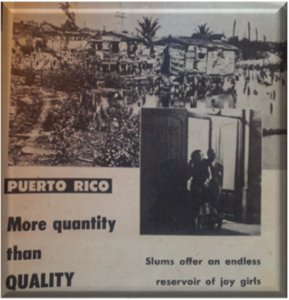 PUERTO RICO
More quantity
than
QUALITY
Slums offer an endless
reservoir of joy girls